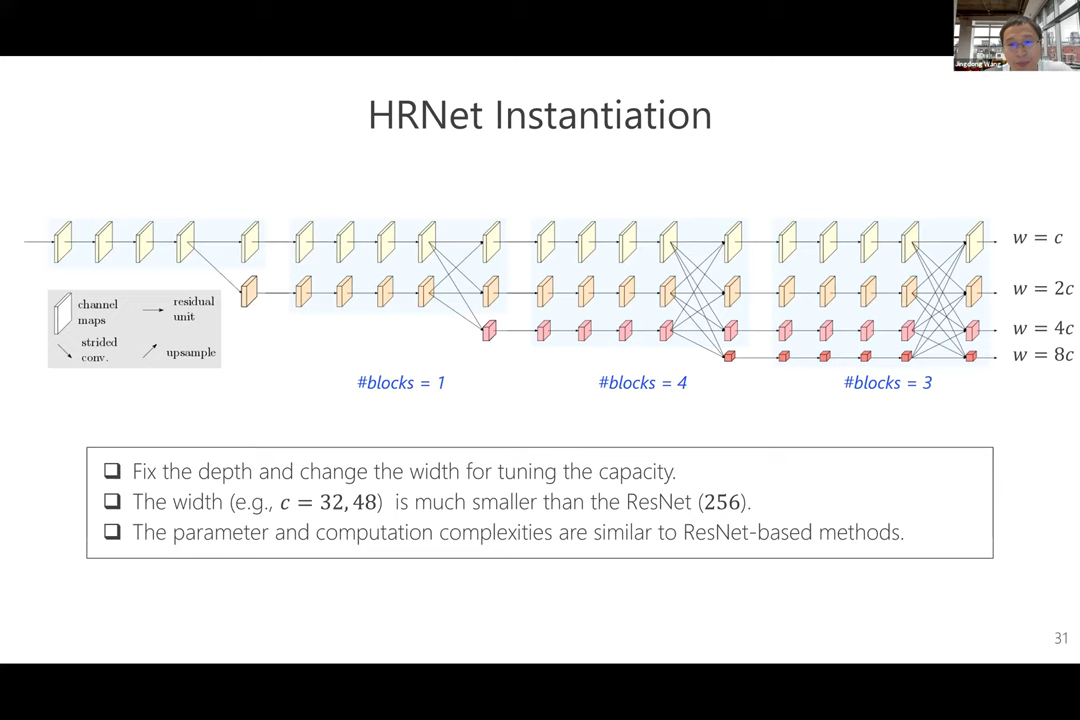 Jingdong Wang
HRNet Instantiation
w = c
w = 2c
w = 4c
w = 8c
channel maps
residual unit
strided conv.
upsample
#blocks = 1
#blocks = 4
#blocks = 3
❑ Fix the depth and change the width for tuning the capacity.
❑ The width (e.g., c = 32, 48) is much smaller than the ResNet (256).
❑ The parameter and computation complexities are similar to ResNet-based methods.
31